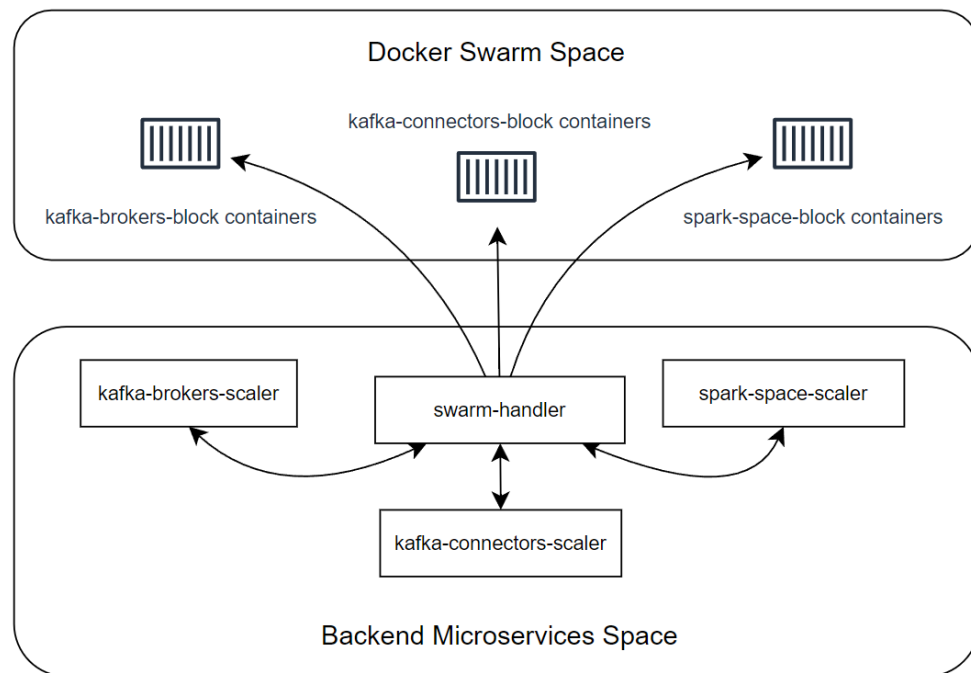 Docker Swarm Space
kafka-connectors-block containers
kafka-brokers-block containers
spark-space-block containers
kafka-brokers-scaler
swarm-handler
spark-space-scaler
kafka-connectors-scaler
Backend Microservices Space